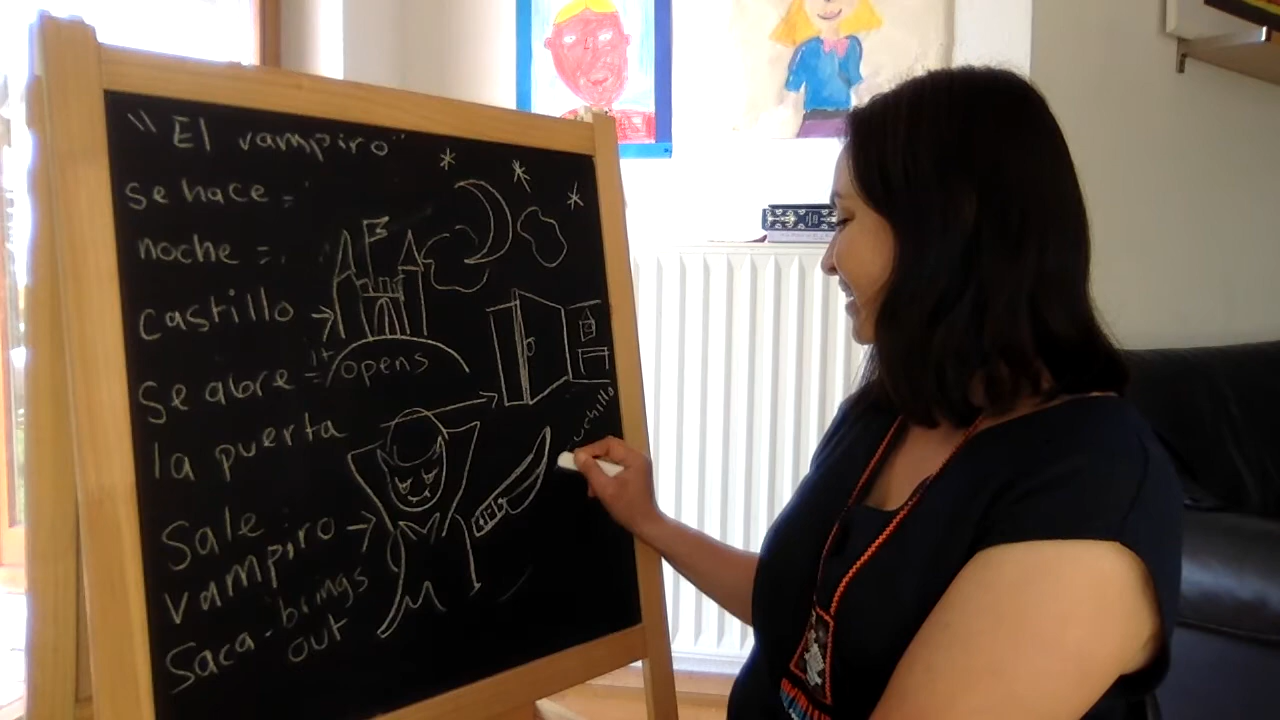 "El vampiro"
se hace =
noche =
castillo →
se abre = it opens
la puerta
cuchillo
Sale
vampiro →
Saca - brings
out